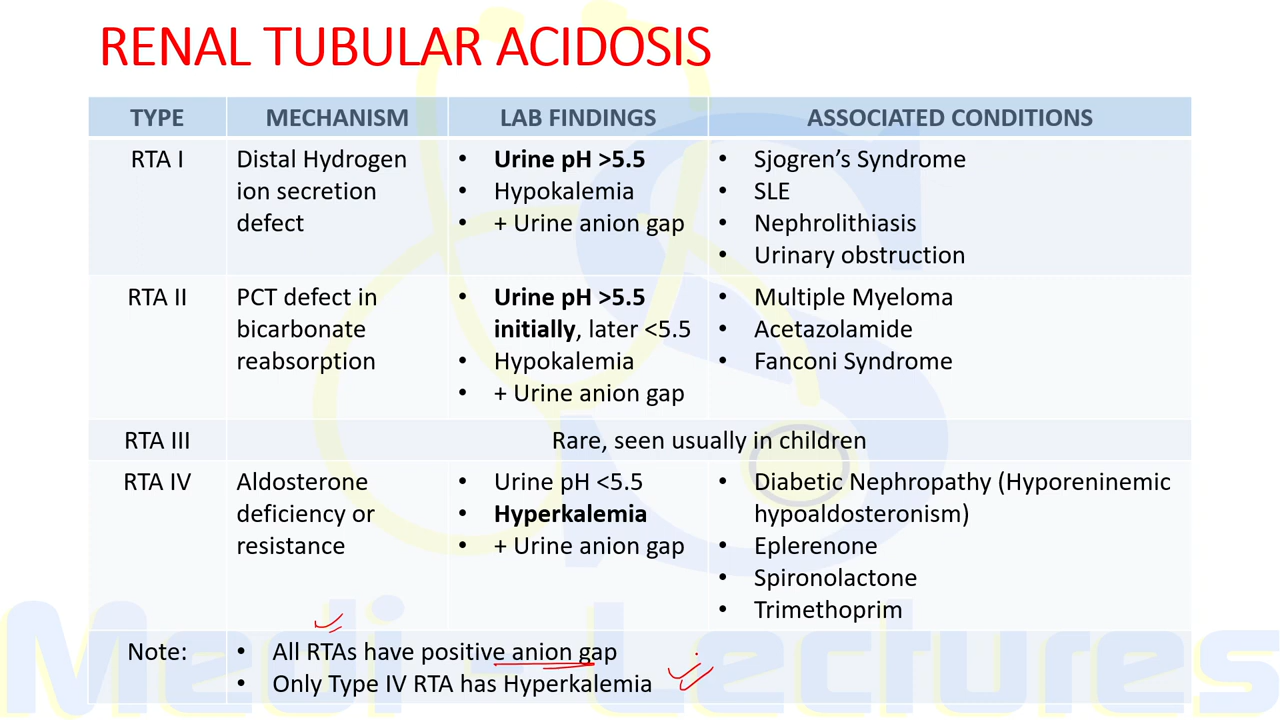 RENAL TUBULAR ACIDOSIS
TYPE MECHANISM LAB FINDINGS ASSOCIATED CONDITIONS
RTA I
Distal Hydrogen
ion secretion
defect
• Urine pH >5.5
• Hypokalemia
• + Urine anion gap
• Sjogren’s Syndrome
• SLE
• Nephrolithiasis
• Urinary obstruction
RTA II
PCT defect in
bicarbonate
reabsorption
• Urine pH >5.5
initially, later <5.5
• Hypokalemia
• + Urine anion gap
• Multiple Myeloma
• Acetazolamide
• Fanconi Syndrome
RTA III
Rare, seen usually in children
RTA IV
Aldosterone
deficiency or
resistance
• Urine pH <5.5
• Hyperkalemia
• + Urine anion gap
• Diabetic Nephropathy (Hyporeninemic
hypoaldosteronism)
• Eplerenone
• Spironolactone
• Trimethoprim
Note:
• All RTAs have positive anion gap
• Only Type IV RTA has Hyperkalemia
Medi Lectures